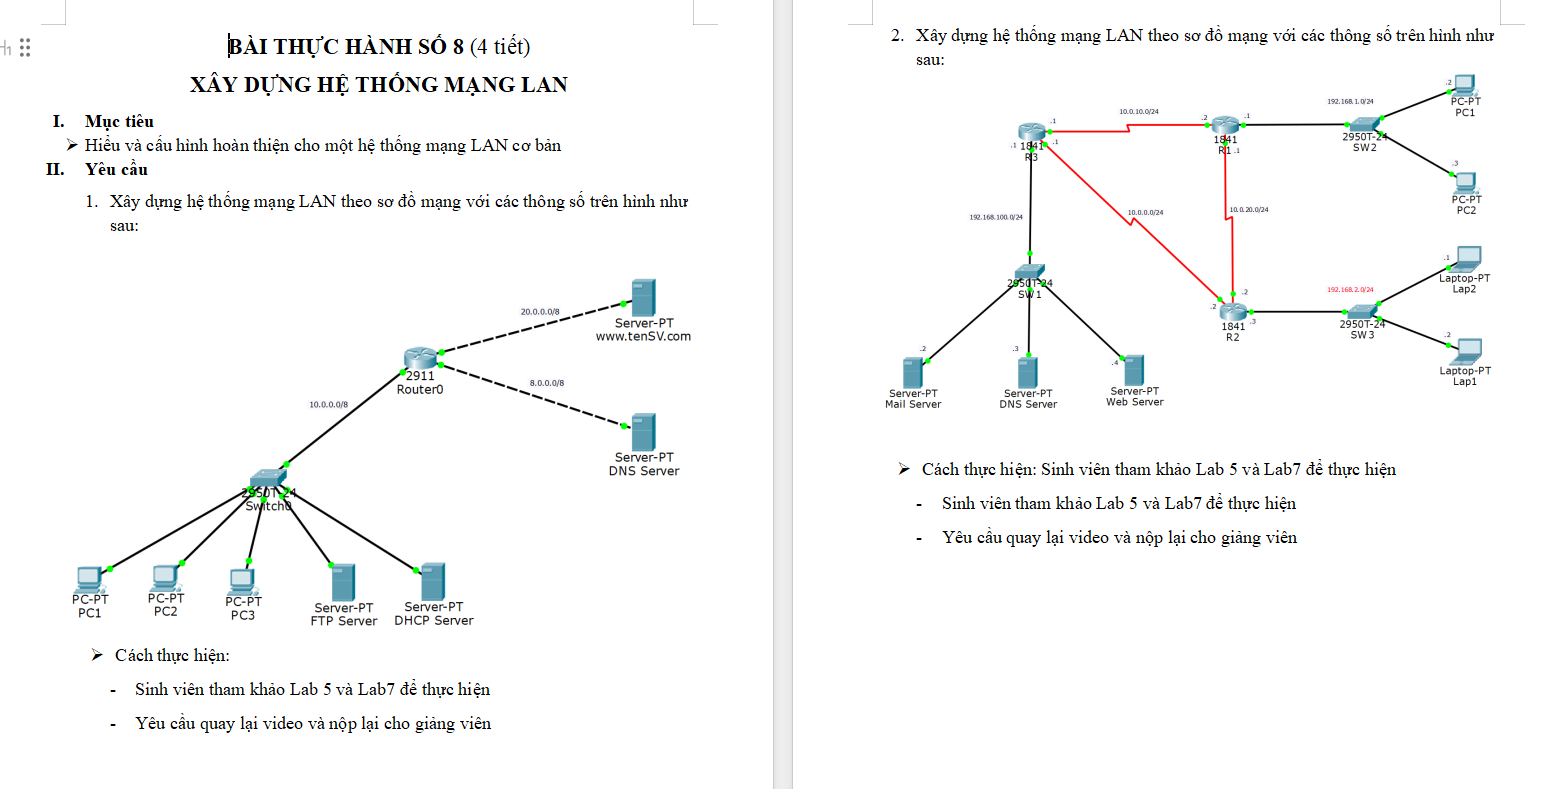 BÀI THỰC HÀNH SỐ 8 (4 tiết)
XÂY DỰNG HỆ THỐNG MẠNG LAN
I. Mục tiêu
➢ Hiểu và cấu hình hoàn thiện cho một hệ thống mạng LAN cơ bản
II. Yêu cầu
1. Xây dựng hệ thống mạng LAN theo sơ đồ mạng với các thông số trên hình như
sau:
20.0.0.0/8
Server-PT
www.tenSV.com
2911
Router0
8.0.0.0/8
10.0.0.0/8
Server-PT
DNS Server
2950T-24
Switch0
PC-PT
PC1
PC-PT
PC2
PC-PT
PC3
Server-PT
FTP Server
Server-PT
DHCP Server
➢ Cách thực hiện:
- Sinh viên tham khảo Lab 5 và Lab7 để thực hiện
- Yêu cầu quay lại video và nộp lại cho giảng viên
2. Xây dựng hệ thống mạng LAN theo sơ đồ mạng với các thông số trên hình như
sau:
.2
PC-PT
PC1
192.168.1.0/24
10.0.10.0/24
.1
.2
.1
2950T-24
SW2
.1 1841 .1
R3
1841
R1 .1
.3
PC-PT
PC2
192.168.100.0/24
10.0.0.0/24
10.0.20.0/24
.1
Laptop-PT
Lap2
2950T-24
SW1
192.168.2.0/24
.2
.2
1841 .3
R2
2950T-24
SW3
.2
Laptop-PT
Lap1
.2
.3
.4
Server-PT
Mail Server
Server-PT
DNS Server
Server-PT
Web Server
➢ Cách thực hiện: Sinh viên tham khảo Lab 5 và Lab7 để thực hiện
- Sinh viên tham khảo Lab 5 và Lab7 để thực hiện
- Yêu cầu quay lại video và nộp lại cho giảng viên